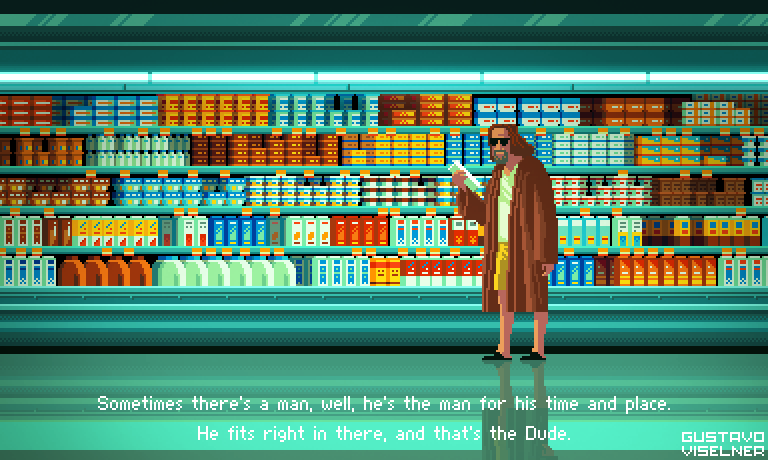 Sometimes there's a man, well, he's the man for his time and place.
He fits right in there, and that's the Dude.
GUSTAVO
VISELNER